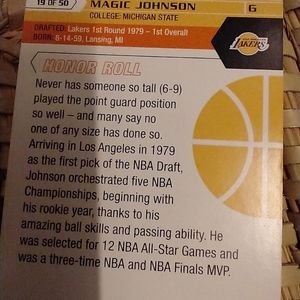 19 OF 50 MAGIC JOHNSON G
COLLEGE: MICHIGAN STATE
DRAFTED: Lakers 1st Round 1979 – 1st Overall
BORN: 8-14-59, Lansing, MI
LAKERS
HONOR ROLL
Never has someone so tall (6-9)
played the point guard position
so well – and many say no
one of any size has done so.
Arriving in Los Angeles in 1979
as the first pick of the NBA Draft,
Johnson orchestrated five NBA
Championships, beginning with
his rookie year, thanks to his
amazing ball skills and passing ability. He
was selected for 12 NBA All-Star Games and
was a three-time NBA and NBA Finals MVP.